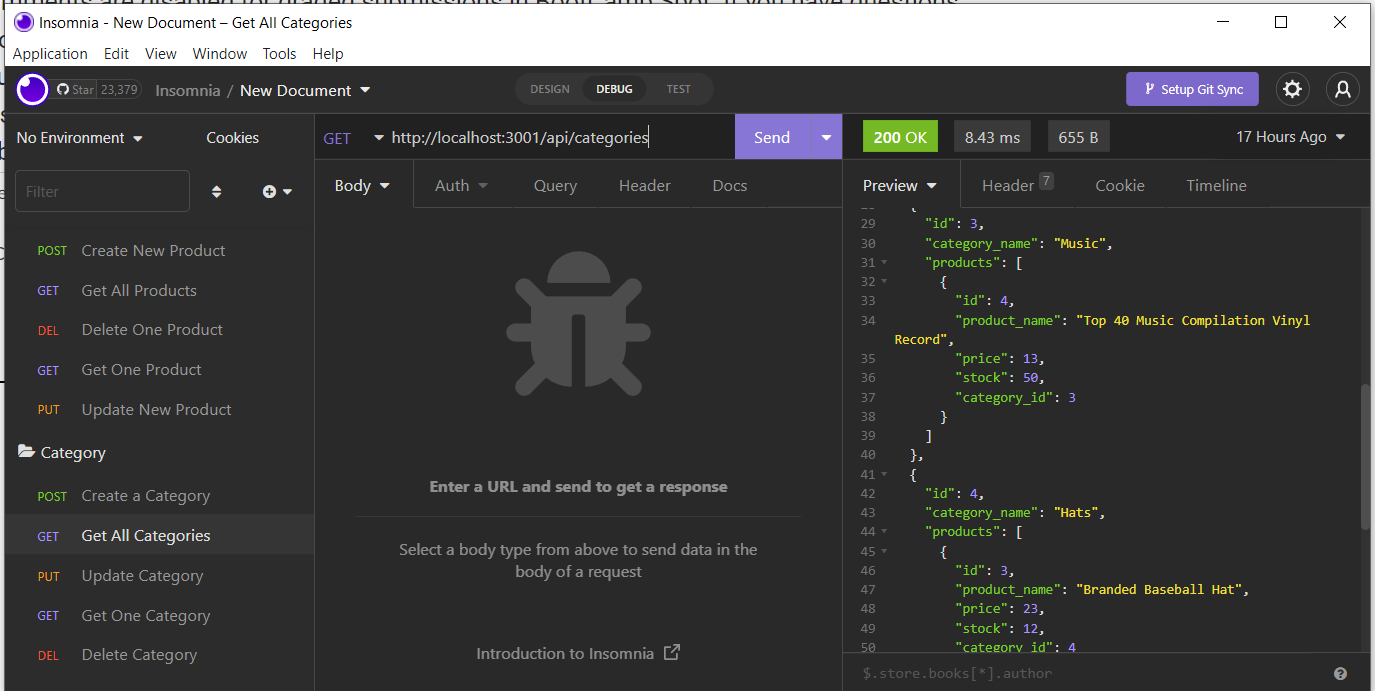 Insomnia - New Document – Get All Categories
Application Edit View Window Tools Help
Star 23,379 Insomnia / New Document DESIGN DEBUG TEST Setup Git Sync
No Environment Cookies
GET http://localhost:3001/api/categories Send
200 OK 8.43 ms 655 B 17 Hours Ago
Filter
Body Auth Query Header Docs
Preview Header 7 Cookie Timeline
POST Create New Product
GET Get All Products
DEL Delete One Product
GET Get One Product
PUT Update New Product
Category
POST Create a Category
GET Get All Categories
PUT Update Category
GET Get One Category
DEL Delete Category
Enter a URL and send to get a response
Select a body type from above to send data in the
body of a request
Introduction to Insomnia
29 "id": 3,
30 "category_name": "Music",
31 "products": [
32 {
33 "id": 4,
34 "product_name": "Top 40 Music Compilation Vinyl
Record",
35 "price": 13,
36 "stock": 50,
37 "category_id": 3
38 }
39 ]
40 },
41 {
42 "id": 4,
43 "category_name": "Hats",
44 "products": [
45 {
46 "id": 3,
47 "product_name": "Branded Baseball Hat",
48 "price": 23,
49 "stock": 12,
50 "category_id": 4
$.store.books[*].author